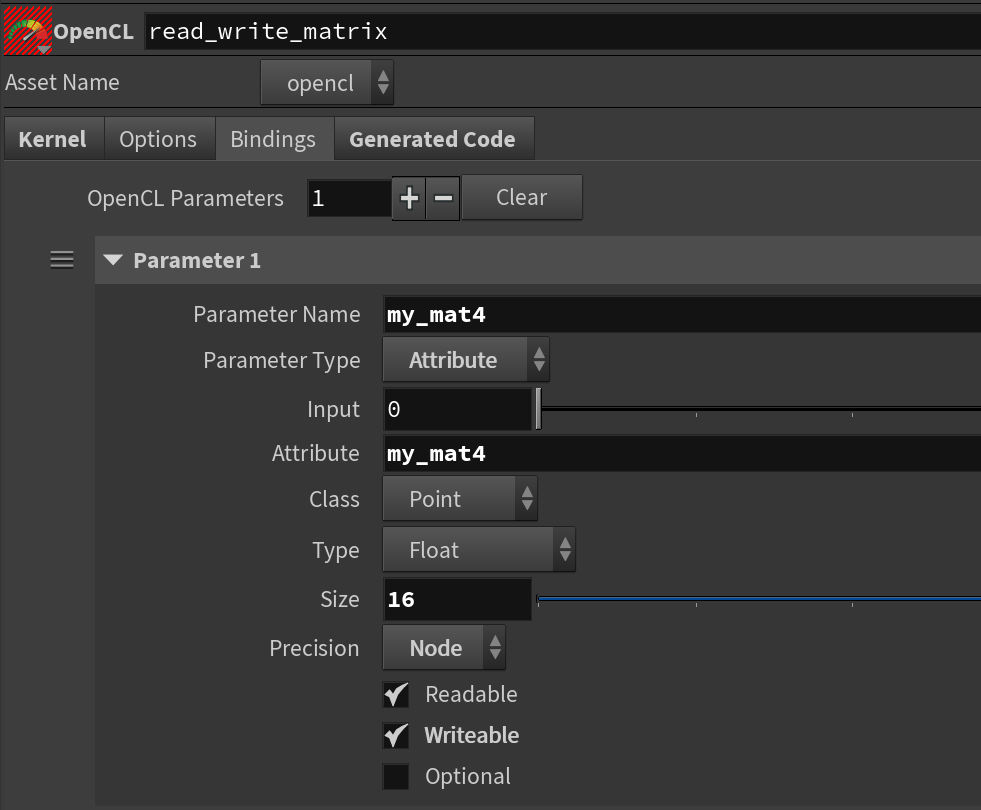 OpenCL read_write_matrix
Asset Name opencl
Kernel Options Bindings Generated Code
OpenCL Parameters 1 Clear
Parameter 1
Parameter Name my_mat4
Parameter Type Attribute
Input 0
Attribute my_mat4
Class Point
Type Float
Size 16
Precision Node
Readable
Writeable
Optional